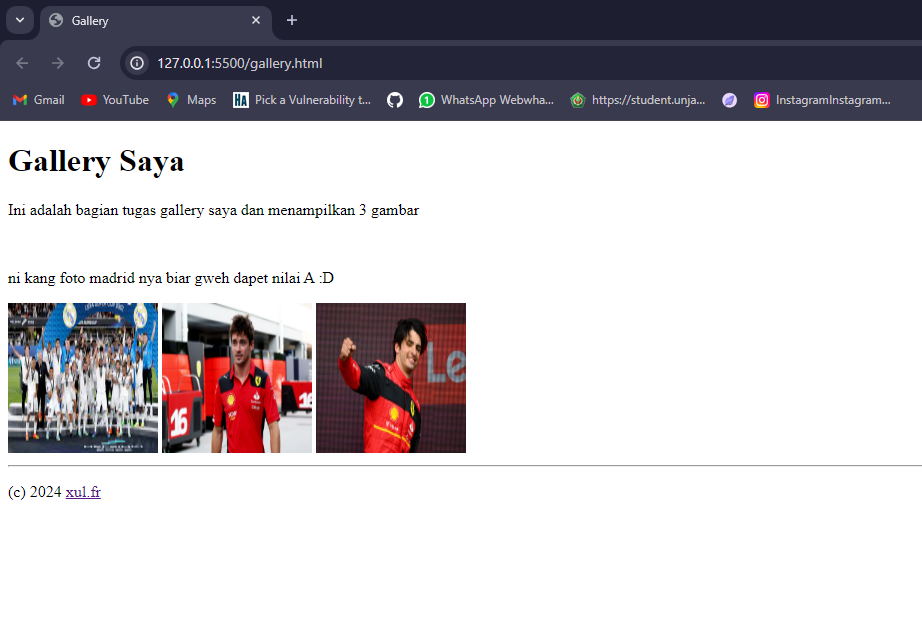 Gallery
127.0.0.1:5500/gallery.html
Gmail YouTube Maps HA Pick a Vulnerability t... 1 WhatsApp Webwha... https://student.unja... InstagramInstagram...
Gallery Saya
Ini adalah bagian tugas gallery saya dan menampilkan 3 gambar
ni kang foto madrid nya biar gweh dapet nilai A :D
16
Le
(c) 2024 xul.fr